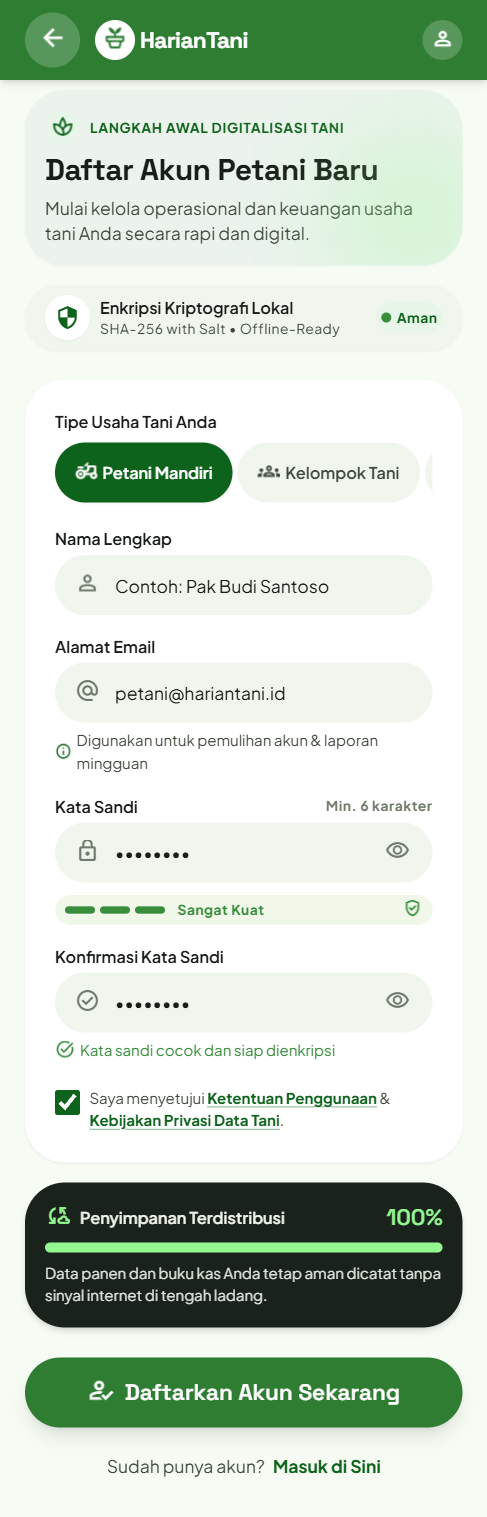 HarianTani
LANGKAH AWAL DIGITALISASI TANI
Daftar Akun Petani Baru
Mulai kelola operasional dan keuangan usaha
tani Anda secara rapi dan digital.
Enkripsi Kriptografi Lokal
SHA-256 with Salt • Offline-Ready
Aman
Tipe Usaha Tani Anda
Petani Mandiri
Kelompok Tani
Nama Lengkap
Contoh: Pak Budi Santoso
Alamat Email
petani@hariantani.id
Digunakan untuk pemulihan akun & laporan
mingguan
Kata Sandi
Min. 6 karakter
••••••••
Sangat Kuat
Konfirmasi Kata Sandi
••••••••
Kata sandi cocok dan siap dienkripsi
Saya menyetujui Ketentuan Penggunaan &
Kebijakan Privasi Data Tani.
Penyimpanan Terdistribusi
100%
Data panen dan buku kas Anda tetap aman dicatat tanpa
sinyal internet di tengah ladang.
Daftarkan Akun Sekarang
Sudah punya akun? Masuk di Sini